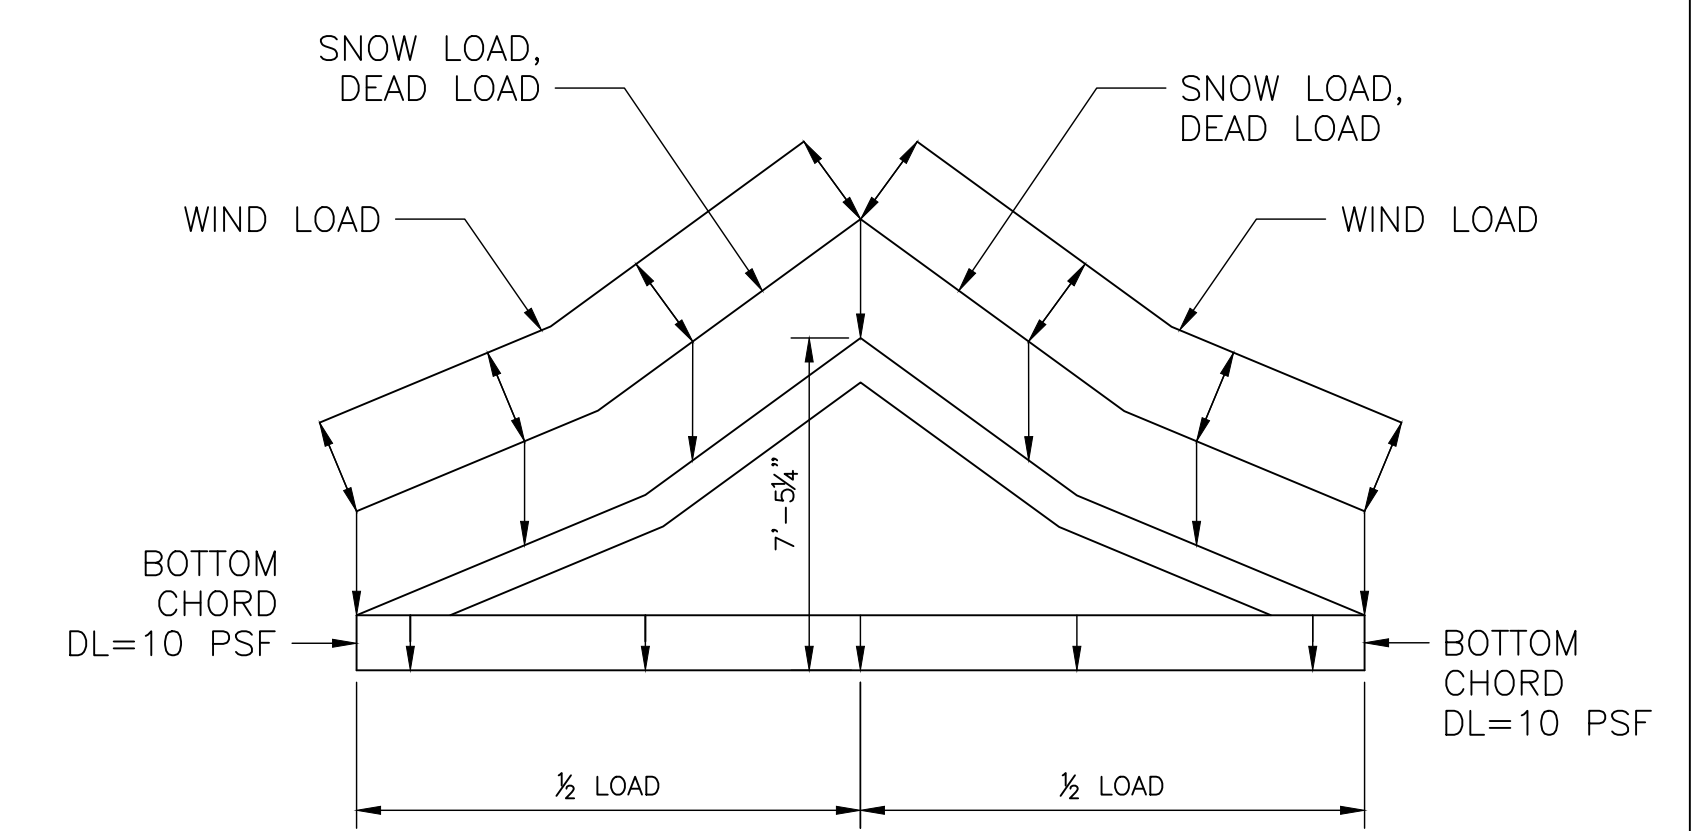 SNOW LOAD,
DEAD LOAD
SNOW LOAD,
DEAD LOAD
WIND LOAD
WIND LOAD
7'-5¼"
BOTTOM
CHORD
DL=10 PSF
BOTTOM
CHORD
DL=10 PSF
½ LOAD
½ LOAD